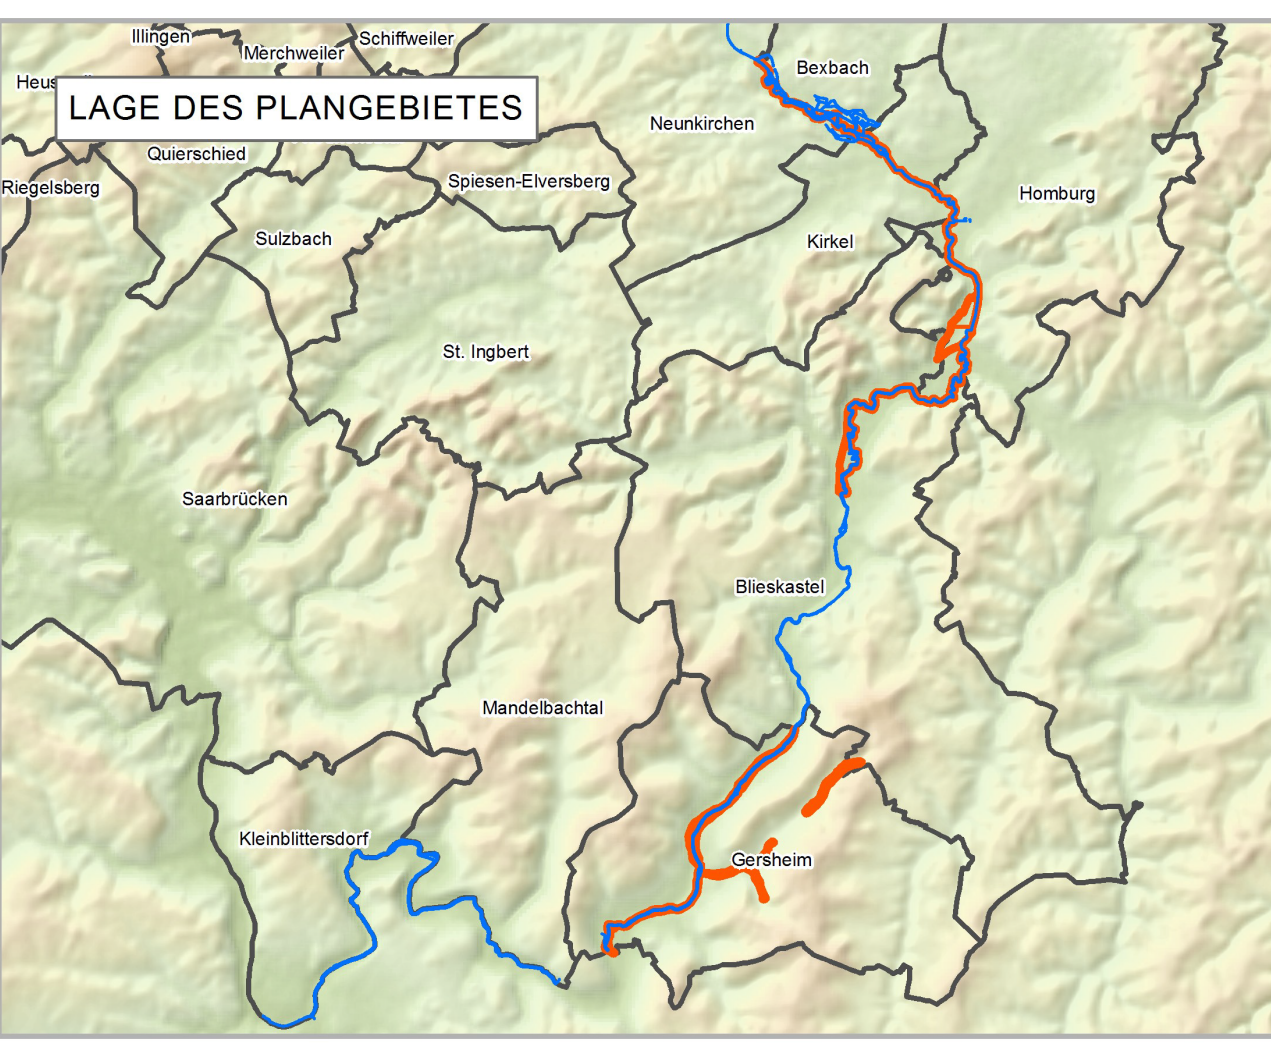 Illingen
Merchweiler
Schiffweiler
Bexbach
LAGE DES PLANGEBIETES
Neunkirchen
Quierschied
Riegelsberg
Spiesen-Elversberg
Homburg
Sulzbach
Kirkel
St. Ingbert
Saarbrücken
Blieskastel
Mandelbachtal
Kleinblittersdorf
Gersheim